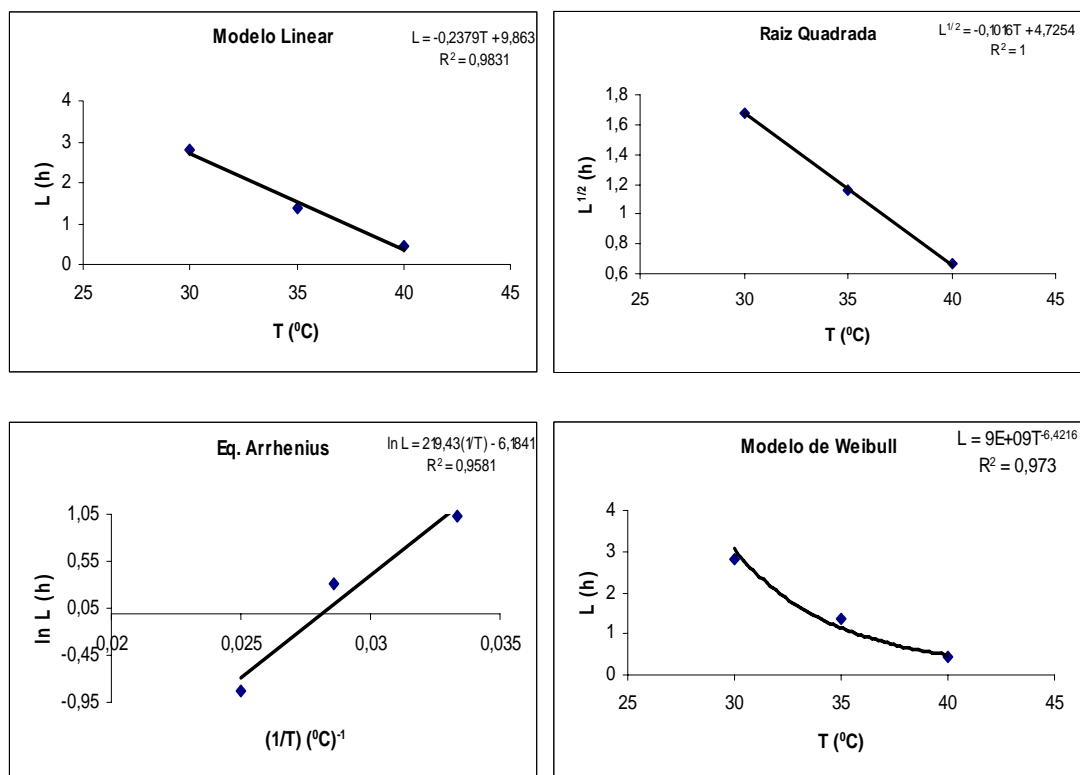 Modelo Linear
L = -0,2379T + 9,863
R² = 0,9831
4
3
2
1
0
25 30 35 40 45
L (h)
T (⁰C)
Raiz Quadrada
L^1/2 = -0,1016T + 4,7254
R² = 1
1,8
1,6
1,4
1,2
1
0,8
0,6
25 30 35 40 45
L^1/2 (h)
T (⁰C)
Eq. Arrhenius
ln L = 219,43(1/T) - 6,1841
R² = 0,9581
1,05
0,55
0,05
-0,45
-0,95
0,02 0,025 0,03 0,035
ln L (h)
(1/T) (⁰C)⁻¹
Modelo de Weibull
L = 9E+09T^-6,4216
R² = 0,973
4
3
2
1
0
25 30 35 40 45
L (h)
T (⁰C)